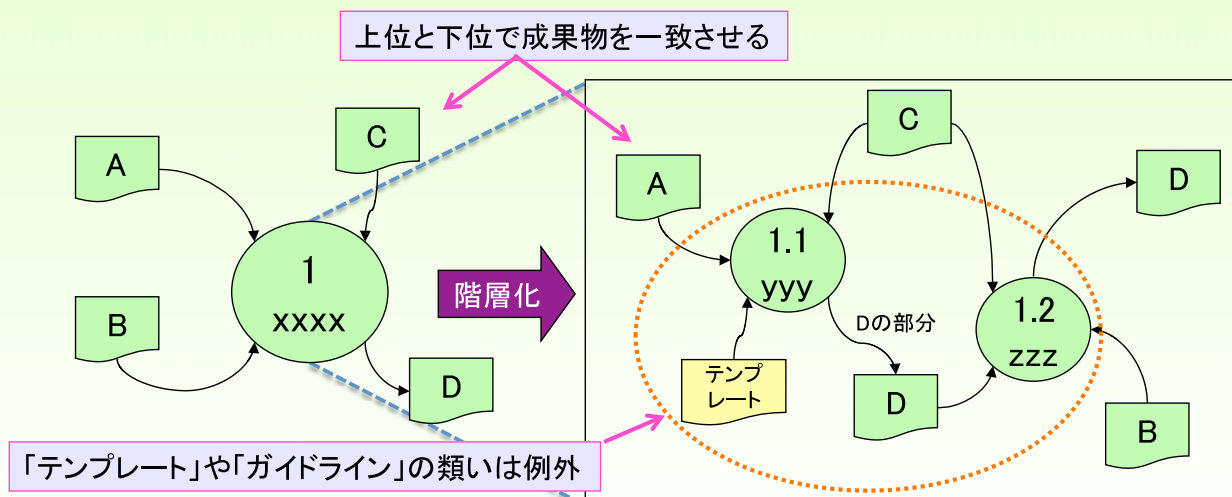 上位と下位で成果物を一致させる
A
C
1
xxxx
B
D
階層化
A
C
D
1.1
yyy
Dの部分
1.2
zzz
テンプ
レート
D
B
「テンプレート」や「ガイドライン」の類いは例外